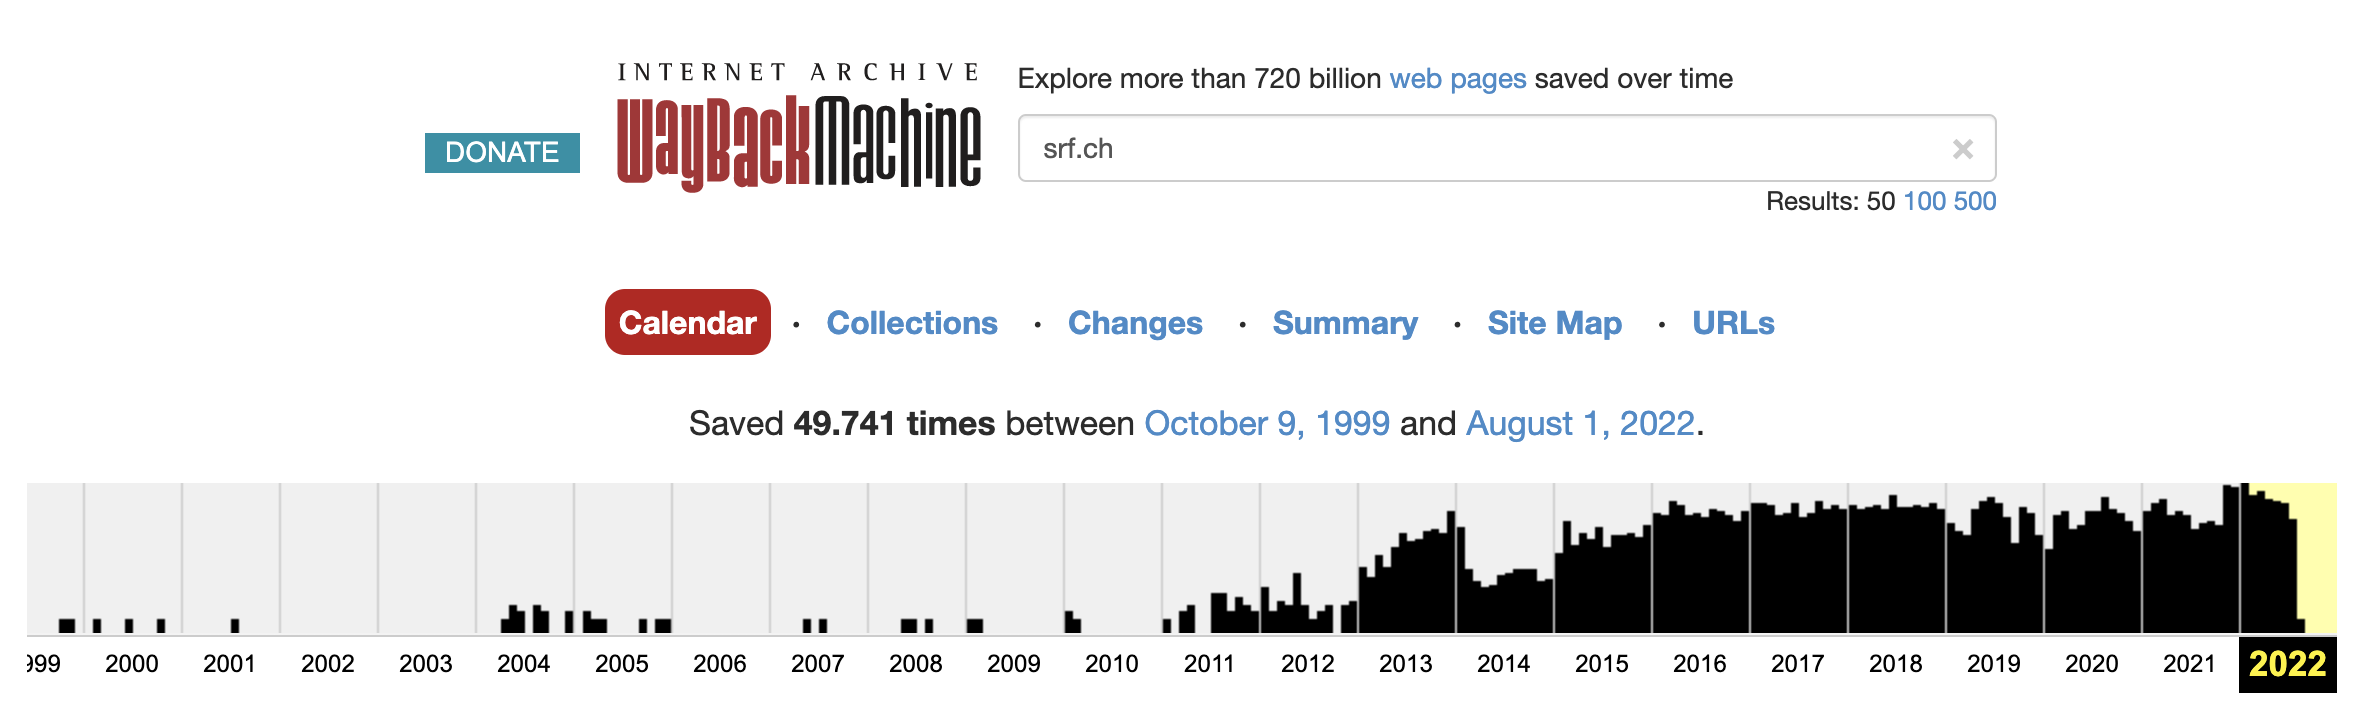 INTERNET ARCHIVE
WayBackMachine
DONATE
Explore more than 720 billion web pages saved over time
srf.ch
Results: 50 100 500
Calendar · Collections · Changes · Summary · Site Map · URLs
Saved 49.741 times between October 9, 1999 and August 1, 2022.
999 2000 2001 2002 2003 2004 2005 2006 2007 2008 2009 2010 2011 2012 2013 2014 2015 2016 2017 2018 2019 2020 2021 2022